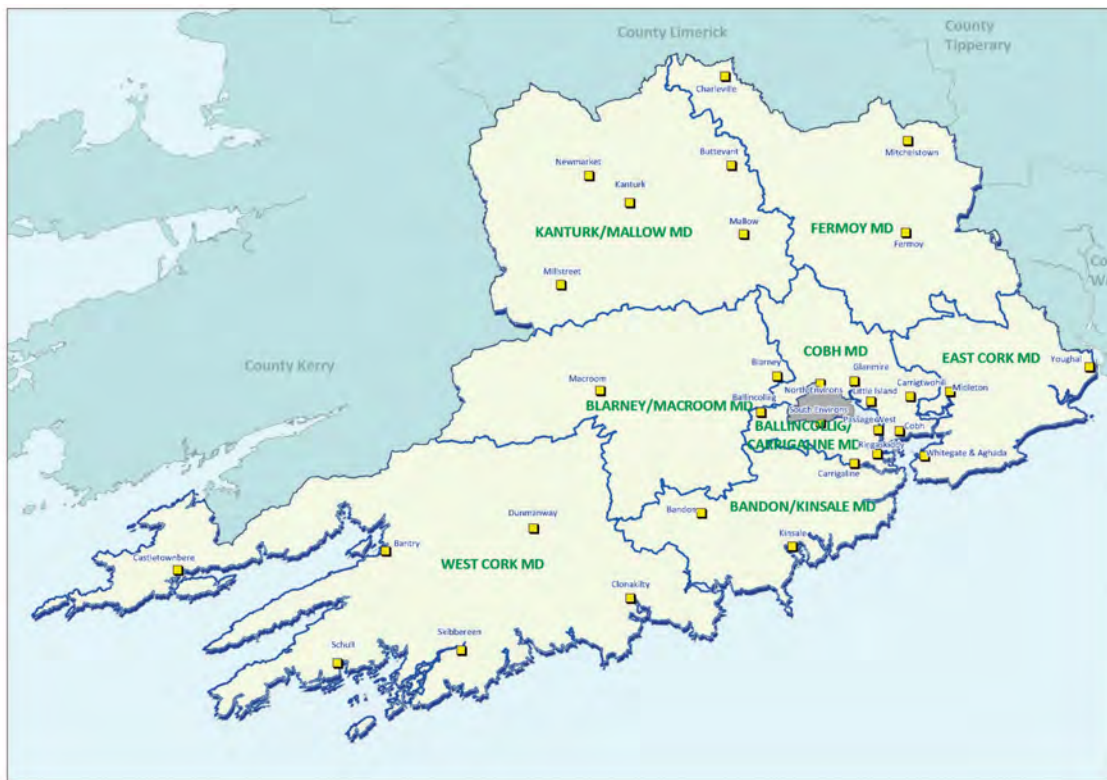 County Limerick
County
Tipperary
Charleville
Mitchelstown
Buttevant
Newmarket
Kanturk
Mallow
KANTURK/MALLOW MD
FERMOY MD
Fermoy
Co
W
Millstreet
COBH MD
EAST CORK MD
County Kerry
Blarney
Glenmire
Youghal
Macroom
North Environs
Little Island
Carrigtwohill
Midleton
Ballincollig
BLARNEY/MACROOM MD
South Environs
Passage West
Cobh
BALLINCOLLIG/
CARRIGALINE MD
Ringaskiddy
Whitegate & Aghada
Carrigaline
Bandon
BANDON/KINSALE MD
Dunmanway
Kinsale
Bantry
WEST CORK MD
Castletownbere
Clonakilty
Skibbereen
Schull